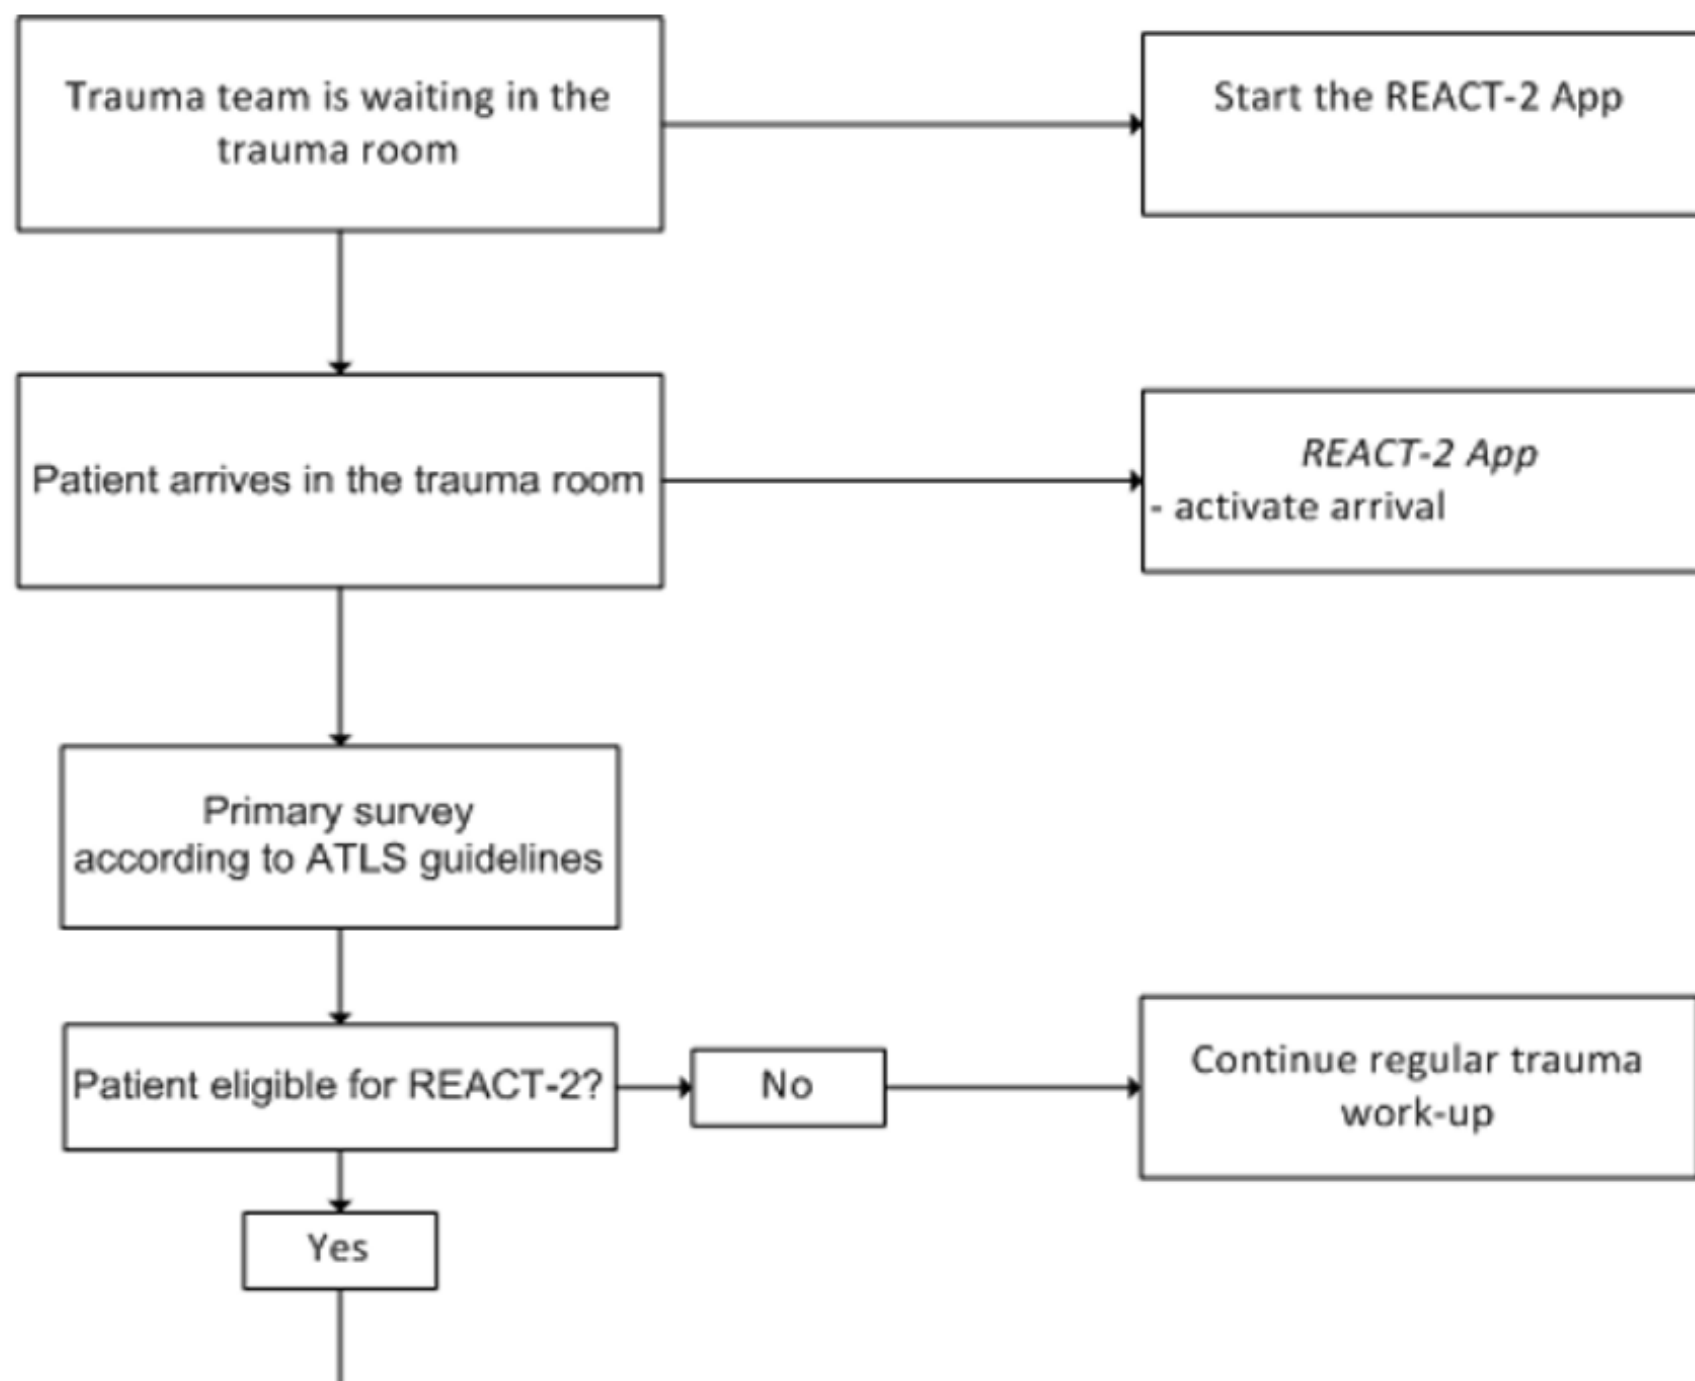 Trauma team is waiting in the
trauma room
Start the REACT-2 App
Patient arrives in the trauma room
REACT-2 App
- activate arrival
Primary survey
according to ATLS guidelines
Patient eligible for REACT-2?
No
Continue regular trauma
work-up
Yes